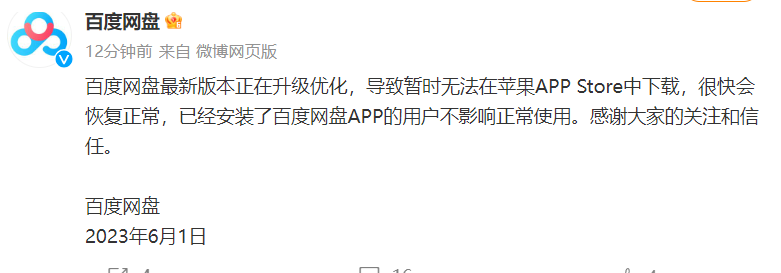 百度网盘
12分钟前 来自 微博网页版
百度网盘最新版本正在升级优化，导致暂时无法在苹果APP Store中下载，很快会
恢复正常，已经安装了百度网盘APP的用户不影响正常使用。感谢大家的关注和信
任。
百度网盘
2023年6月1日